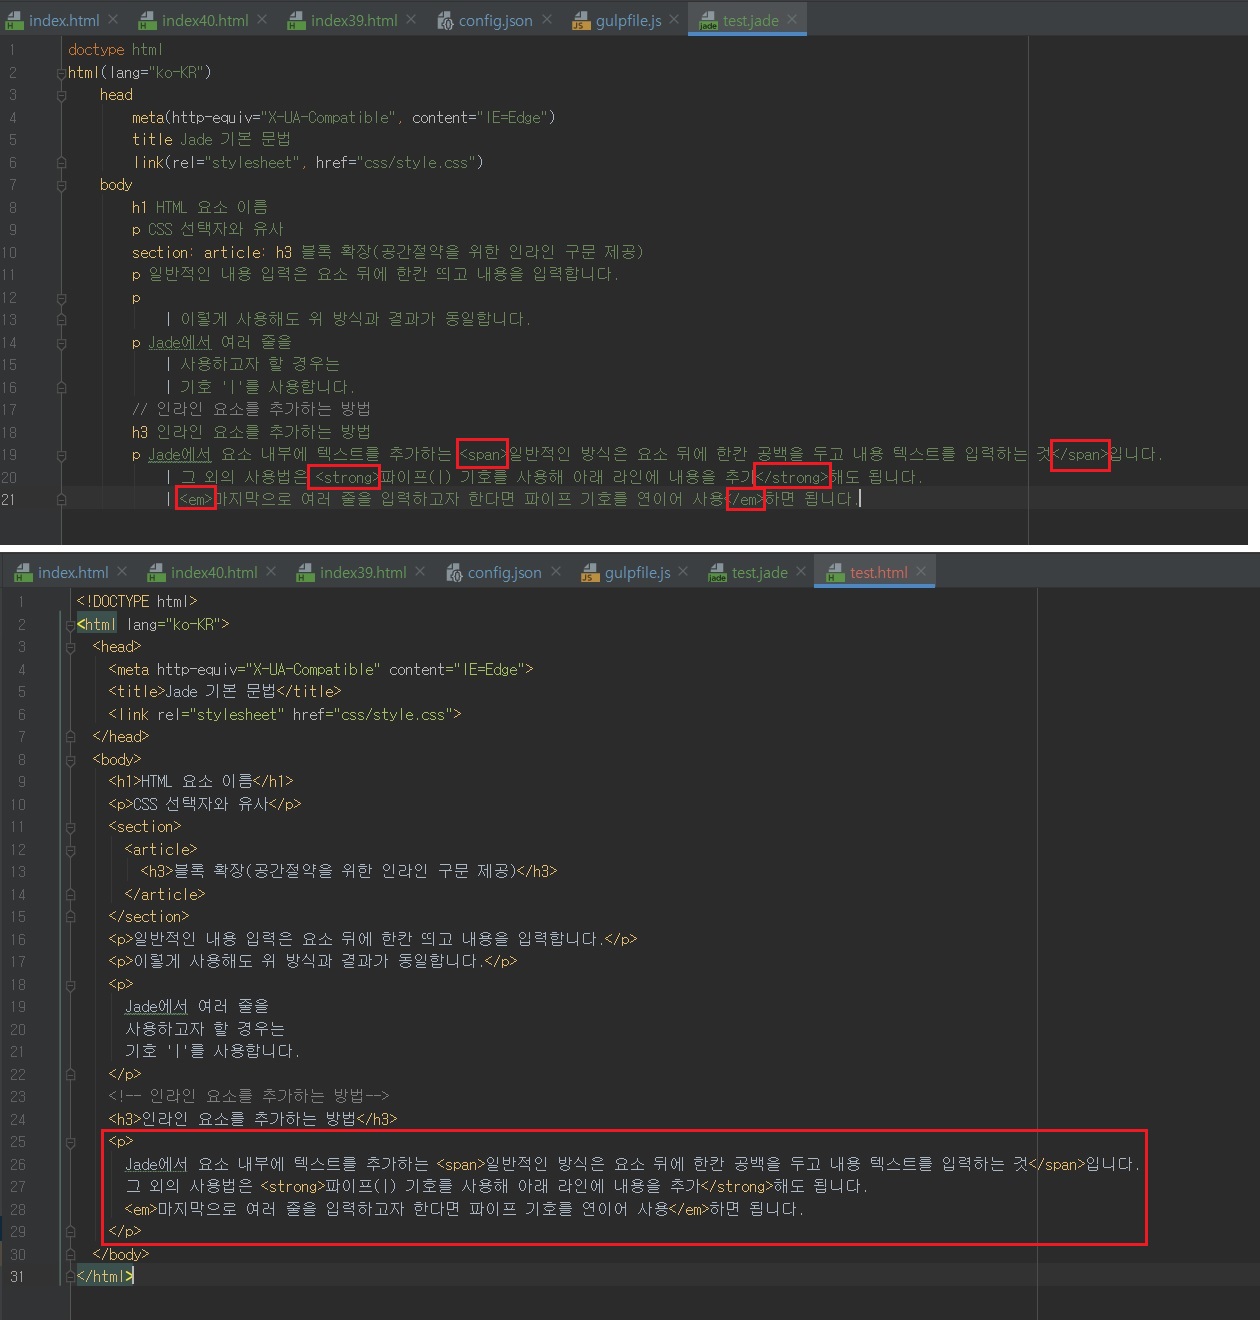 index.html index40.html index39.html config.json gulpfile.js test.jade
1 doctype html
2 html(lang="ko-KR")
3 head
4 meta(http-equiv="X-UA-Compatible", content="IE=Edge")
5 title Jade 기본 문법
6 link(rel="stylesheet", href="css/style.css")
7 body
8 h1 HTML 요소 이름
9 p CSS 선택자와 유사
10 section: article: h3 블록 확장(공간절약을 위한 인라인 구문 제공)
11 p 일반적인 내용 입력은 요소 뒤에 한칸 띄고 내용을 입력합니다.
12 p
13 | 이렇게 사용해도 위 방식과 결과가 동일합니다.
14 p Jade에서 여러 줄을
15 | 사용하고자 할 경우는
16 | 기호 '|'를 사용합니다.
17 // 인라인 요소를 추가하는 방법
18 h3 인라인 요소를 추가하는 방법
19 p Jade에서 요소 내부에 텍스트를 추가하는 <span>일반적인 방식은 요소 뒤에 한칸 공백을 두고 내용 텍스트를 입력하는 것</span>입니다.
20 | 그 외의 사용법은 <strong>파이프(|) 기호를 사용해 아래 라인에 내용을 추가</strong>해도 됩니다.
21 | <em>마지막으로 여러 줄을 입력하고자 한다면 파이프 기호를 연이어 사용</em>하면 됩니다.
index.html index40.html index39.html config.json gulpfile.js test.jade test.html
1 <!DOCTYPE html>
2 <html lang="ko-KR">
3 <head>
4 <meta http-equiv="X-UA-Compatible" content="IE=Edge">
5 <title>Jade 기본 문법</title>
6 <link rel="stylesheet" href="css/style.css">
7 </head>
8 <body>
9 <h1>HTML 요소 이름</h1>
10 <p>CSS 선택자와 유사</p>
11 <section>
12 <article>
13 <h3>블록 확장(공간절약을 위한 인라인 구문 제공)</h3>
14 </article>
15 </section>
16 <p>일반적인 내용 입력은 요소 뒤에 한칸 띄고 내용을 입력합니다.</p>
17 <p>이렇게 사용해도 위 방식과 결과가 동일합니다.</p>
18 <p>
19 Jade에서 여러 줄을
20 사용하고자 할 경우는
21 기호 '|'를 사용합니다.
22 </p>
23 <!-- 인라인 요소를 추가하는 방법-->
24 <h3>인라인 요소를 추가하는 방법</h3>
25 <p>
26 Jade에서 요소 내부에 텍스트를 추가하는 <span>일반적인 방식은 요소 뒤에 한칸 공백을 두고 내용 텍스트를 입력하는 것</span>입니다.
27 그 외의 사용법은 <strong>파이프(|) 기호를 사용해 아래 라인에 내용을 추가</strong>해도 됩니다.
28 <em>마지막으로 여러 줄을 입력하고자 한다면 파이프 기호를 연이어 사용</em>하면 됩니다.
29 </p>
30 </body>
31 </html>